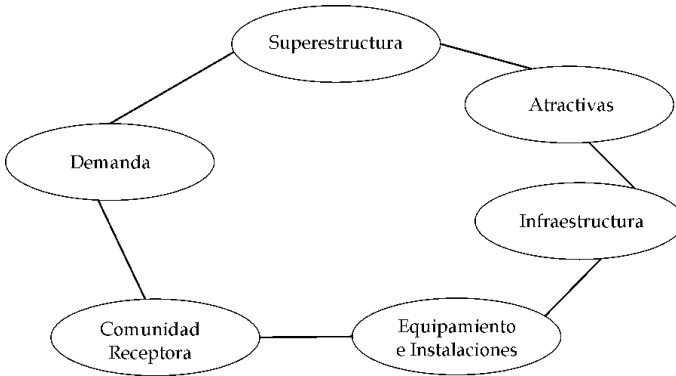 Superestructura
Atractivas
Demanda
Infraestructura
Comunidad
Receptora
Equipamiento
e Instalaciones